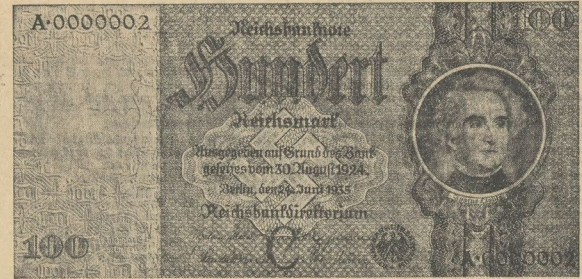 A·0000002
100
Reichsbanknote
Hundert
Reichsmark
Ausgegeben auf Grund des Bank-
gesetzes vom 30. August 1924.
Berlin, den 24. Juni 1935
Reichsbankdirektorium
100
C